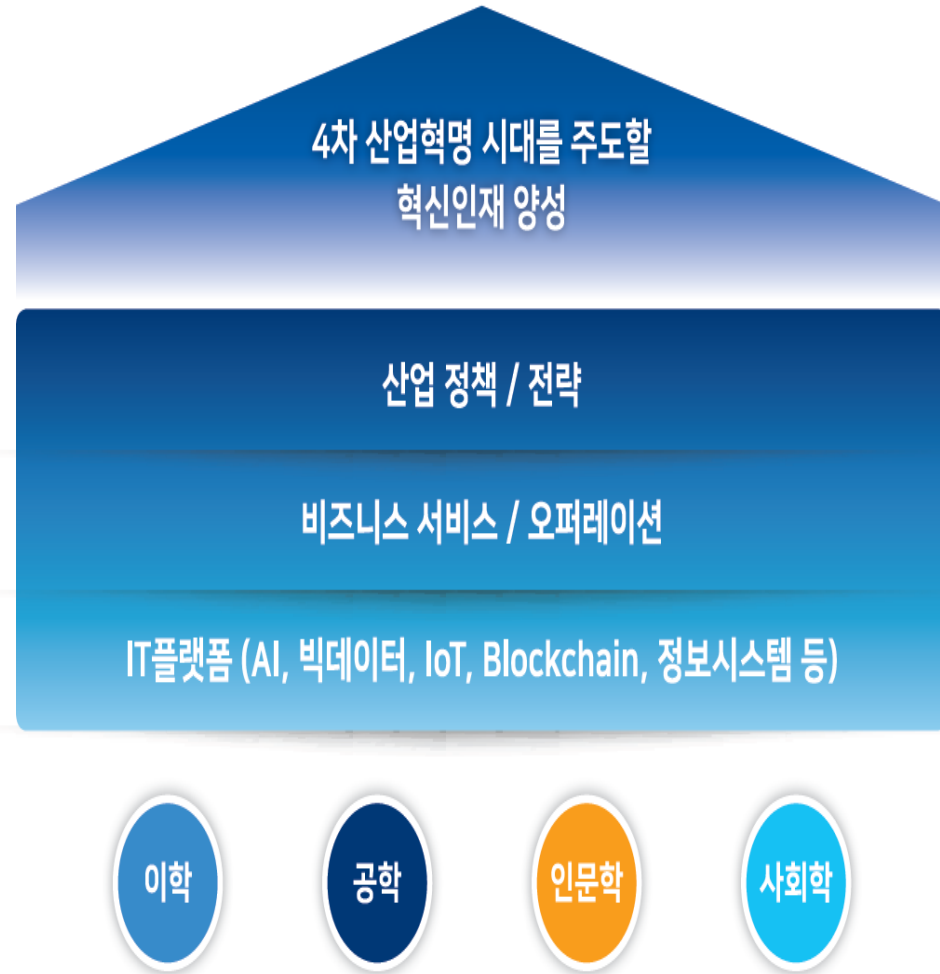 4차 산업혁명 시대를 주도할
혁신인재 양성
산업 정책 / 전략
비즈니스 서비스 / 오퍼레이션
IT플랫폼 (AI, 빅데이터, IoT, Blockchain, 정보시스템 등)
이학
공학
인문학
사회학